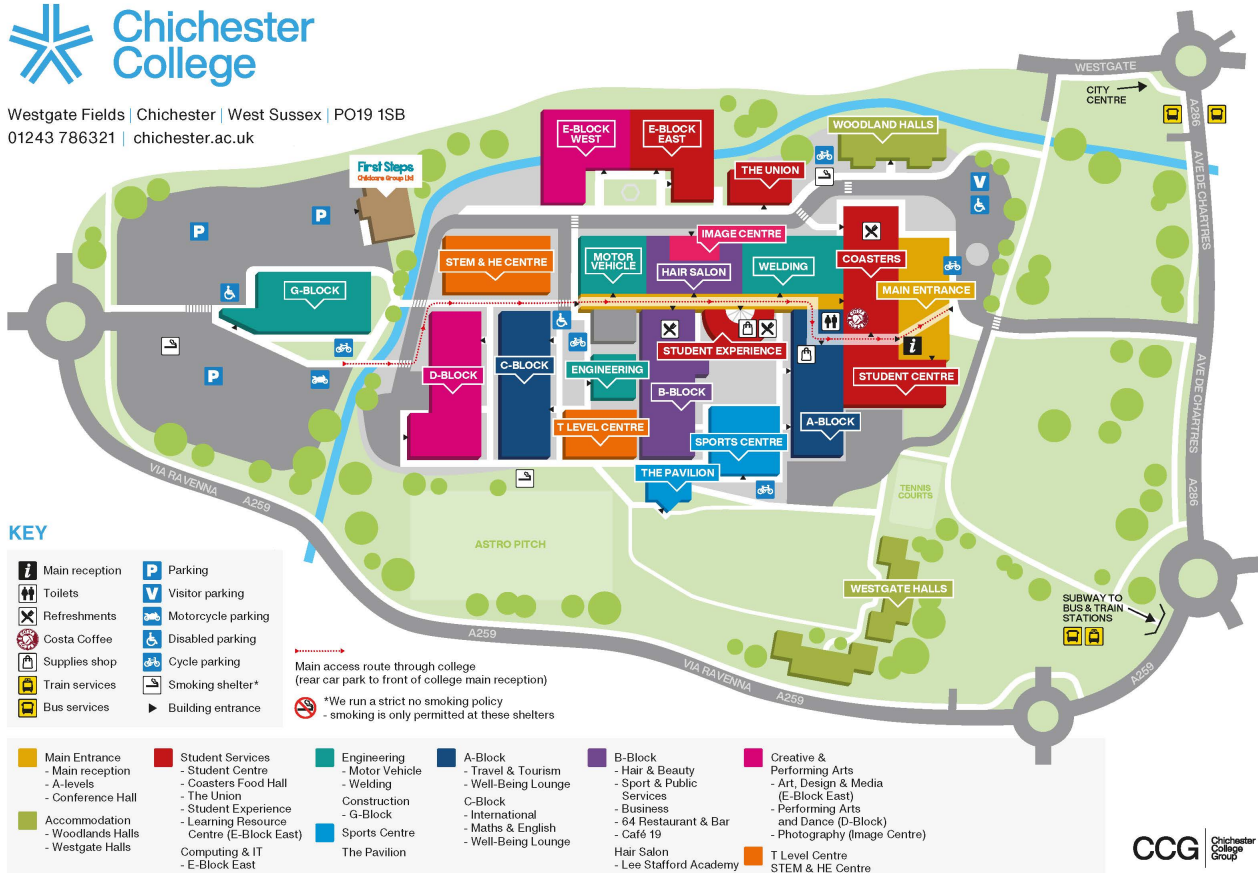 Chichester
College
Westgate Fields | Chichester | West Sussex | PO19 1SB
01243 786321 | chichester.ac.uk
First Steps
Childcare Group Ltd
E-BLOCK
WEST
E-BLOCK
EAST
THE UNION
WOODLAND HALLS
WESTGATE
CITY
CENTRE
A286
AVE DE CHARTRES
P
P
V
IMAGE CENTRE
STEM & HE CENTRE
MOTOR
VEHICLE
HAIR SALON
WELDING
COASTERS
MAIN ENTRANCE
G-BLOCK
COSTA
COFFEE
i
STUDENT EXPERIENCE
D-BLOCK
C-BLOCK
ENGINEERING
B-BLOCK
STUDENT CENTRE
P
T LEVEL CENTRE
SPORTS CENTRE
A-BLOCK
THE PAVILION
AVE DE CHARTRES
A286
VIA RAVENNA
A259
TENNIS
COURTS
ASTRO PITCH
WESTGATE HALLS
SUBWAY TO
BUS & TRAIN
STATIONS
A259
A259
VIA RAVENNA
A259
KEY
i Main reception
Toilets
Refreshments
Costa Coffee
Supplies shop
Train services
Bus services
P Parking
V Visitor parking
Motorcycle parking
Disabled parking
Cycle parking
Smoking shelter*
Building entrance
Main access route through college
(rear car park to front of college main reception)
*We run a strict no smoking policy
- smoking is only permitted at these shelters
Main Entrance
- Main reception
- A-levels
- Conference Hall
Accommodation
- Woodlands Halls
- Westgate Halls
Student Services
- Student Centre
- Coasters Food Hall
- The Union
- Student Experience
- Learning Resource
Centre (E-Block East)
Computing & IT
- E-Block East
Engineering
- Motor Vehicle
- Welding
Construction
- G-Block
Sports Centre
The Pavilion
A-Block
- Travel & Tourism
- Well-Being Lounge
C-Block
- International
- Maths & English
- Well-Being Lounge
B-Block
- Hair & Beauty
- Sport & Public
Services
- Business
- 64 Restaurant & Bar
- Café 19
Hair Salon
- Lee Stafford Academy
Creative &
Performing Arts
- Art, Design & Media
(E-Block East)
- Performing Arts
and Dance (D-Block)
- Photography (Image Centre)
T Level Centre
STEM & HE Centre
CCG | Chichester
College
Group